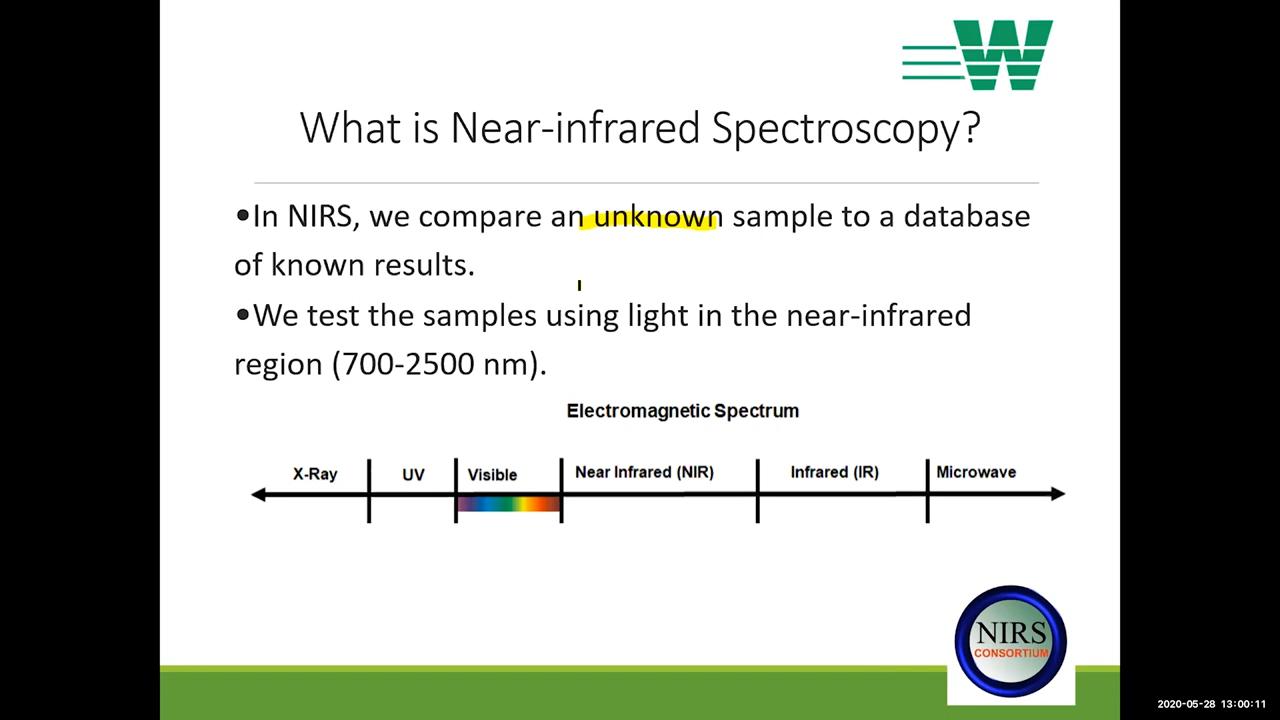 W
What is Near-infrared Spectroscopy?
•In NIRS, we compare an unknown sample to a database
of known results.
•We test the samples using light in the near-infrared
region (700-2500 nm).
Electromagnetic Spectrum
X-Ray UV Visible Near Infrared (NIR) Infrared (IR) Microwave
NIRS
CONSORTIUM
2020-05-28 13:00:11